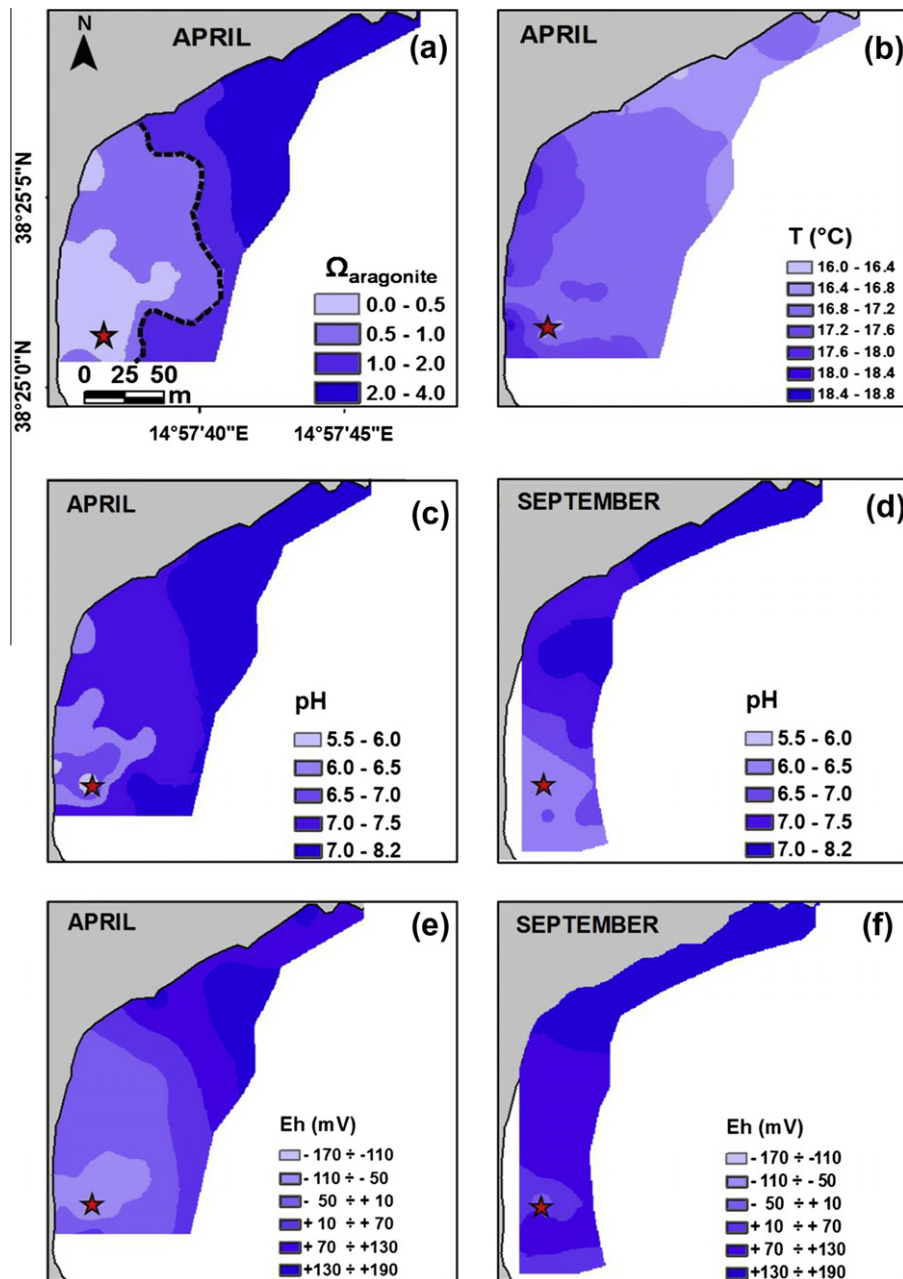 N
APRIL
(a)
38°25'5"N
38°25'0"N
Ωaragonite
0.0 - 0.5
0.5 - 1.0
1.0 - 2.0
2.0 - 4.0
0 25 50
m
14°57'40"E 14°57'45"E
APRIL
(b)
T (°C)
16.0 - 16.4
16.4 - 16.8
16.8 - 17.2
17.2 - 17.6
17.6 - 18.0
18.0 - 18.4
18.4 - 18.8
APRIL
(c)
pH
5.5 - 6.0
6.0 - 6.5
6.5 - 7.0
7.0 - 7.5
7.0 - 8.2
SEPTEMBER
(d)
pH
5.5 - 6.0
6.0 - 6.5
6.5 - 7.0
7.0 - 7.5
7.0 - 8.2
APRIL
(e)
Eh (mV)
- 170 ÷ -110
- 110 ÷ - 50
- 50 ÷ + 10
+ 10 ÷ + 70
+ 70 ÷ +130
+130 ÷ +190
SEPTEMBER
(f)
Eh (mV)
- 170 ÷ -110
- 110 ÷ - 50
- 50 ÷ + 10
+ 10 ÷ + 70
+ 70 ÷ +130
+130 ÷ +190